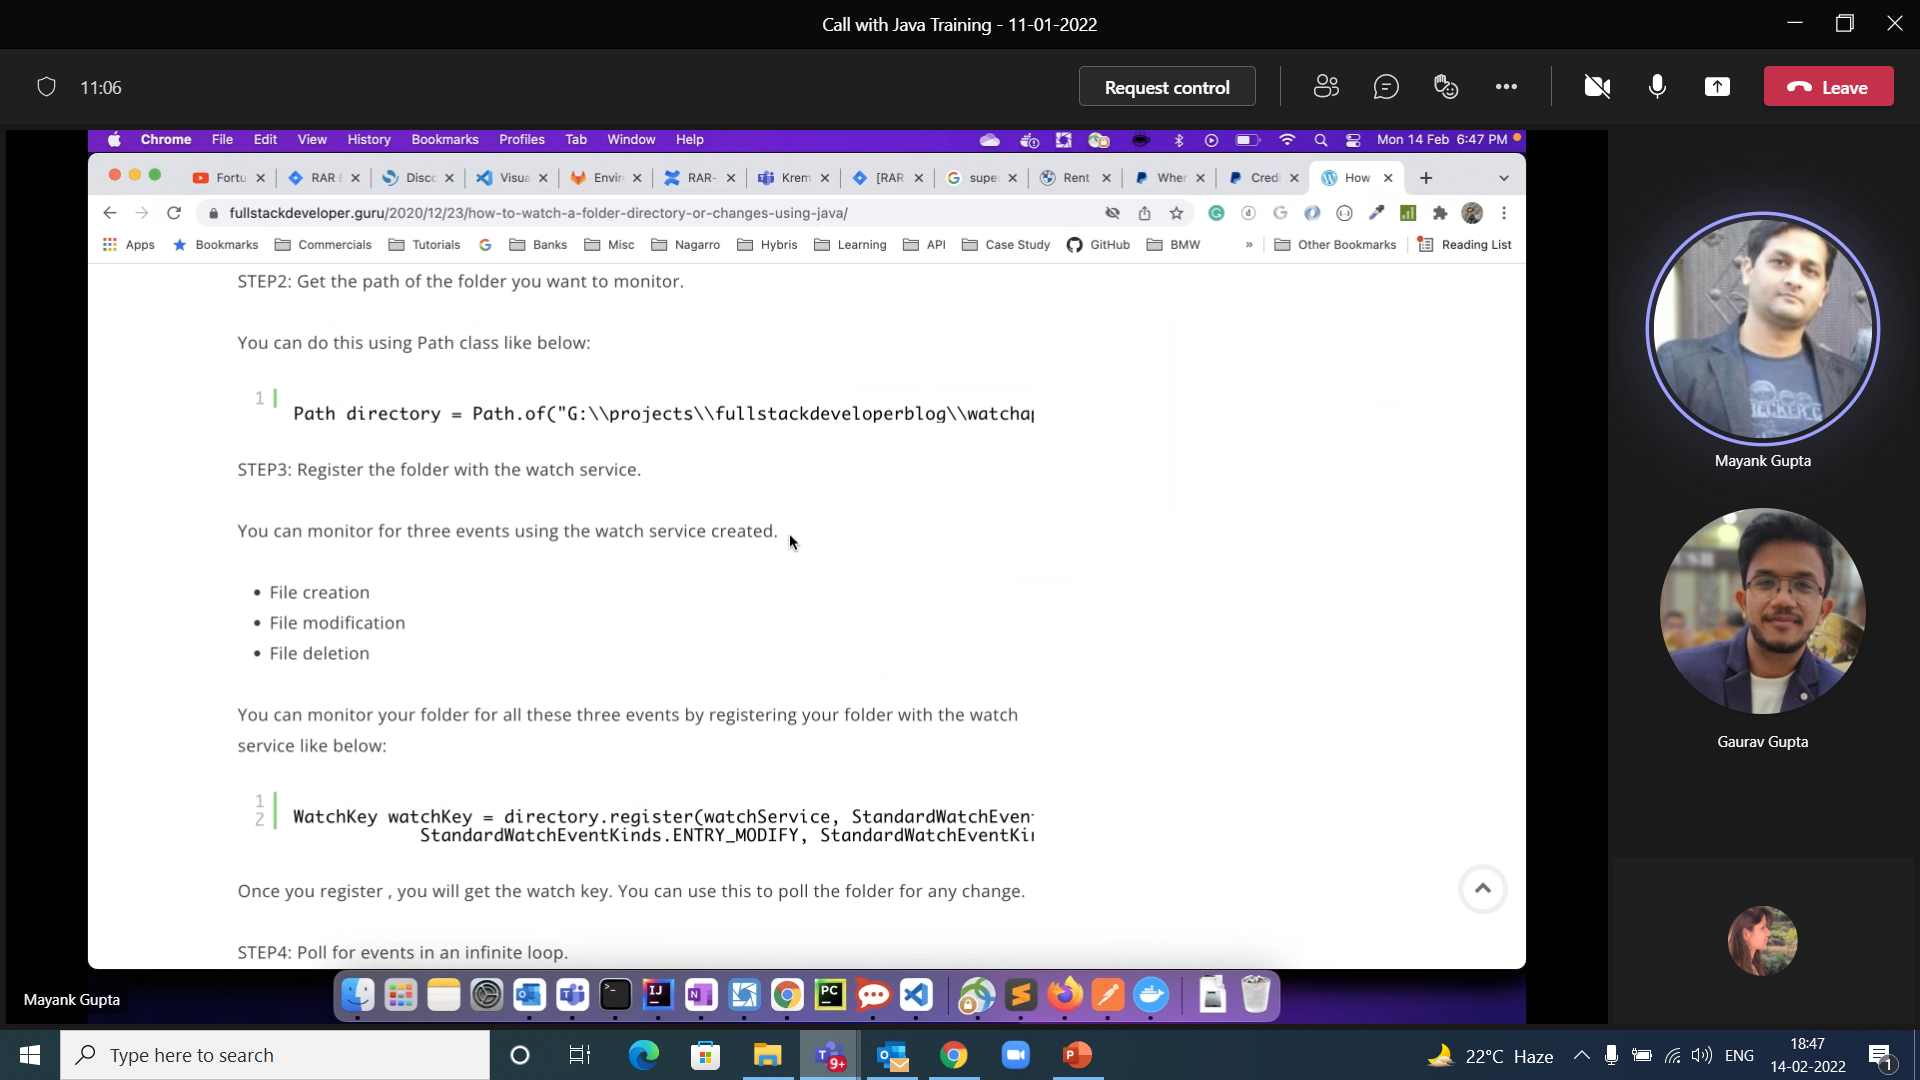 Call with Java Training - 11-01-2022
11:06
Request control
Leave
Chrome File Edit View History Bookmarks Profiles Tab Window Help
Mon 14 Feb 6:47 PM
Fortu
RAR
Disco
Visua
Envir
RAR-
Krem
[RAR
supe
Rent
Wher
Credi
How
fullstackdeveloper.guru/2020/12/23/how-to-watch-a-folder-directory-or-changes-using-java/
Apps Bookmarks Commercials Tutorials Banks Misc Nagarro Hybris Learning API Case Study GitHub BMW » Other Bookmarks Reading List
STEP2: Get the path of the folder you want to monitor.
You can do this using Path class like below:
1
Path directory = Path.of("G:\\projects\\fullstackdeveloperblog\\watchap
STEP3: Register the folder with the watch service.
You can monitor for three events using the watch service created.
• File creation
• File modification
• File deletion
You can monitor your folder for all these three events by registering your folder with the watch
service like below:
1
2
WatchKey watchKey = directory.register(watchService, StandardWatchEven
StandardWatchEventKinds.ENTRY_MODIFY, StandardWatchEventKi
Once you register , you will get the watch key. You can use this to poll the folder for any change.
STEP4: Poll for events in an infinite loop.
Mayank Gupta
Gaurav Gupta
Mayank Gupta
Type here to search
9+
22°C Haze
ENG
18:47
14-02-2022
1